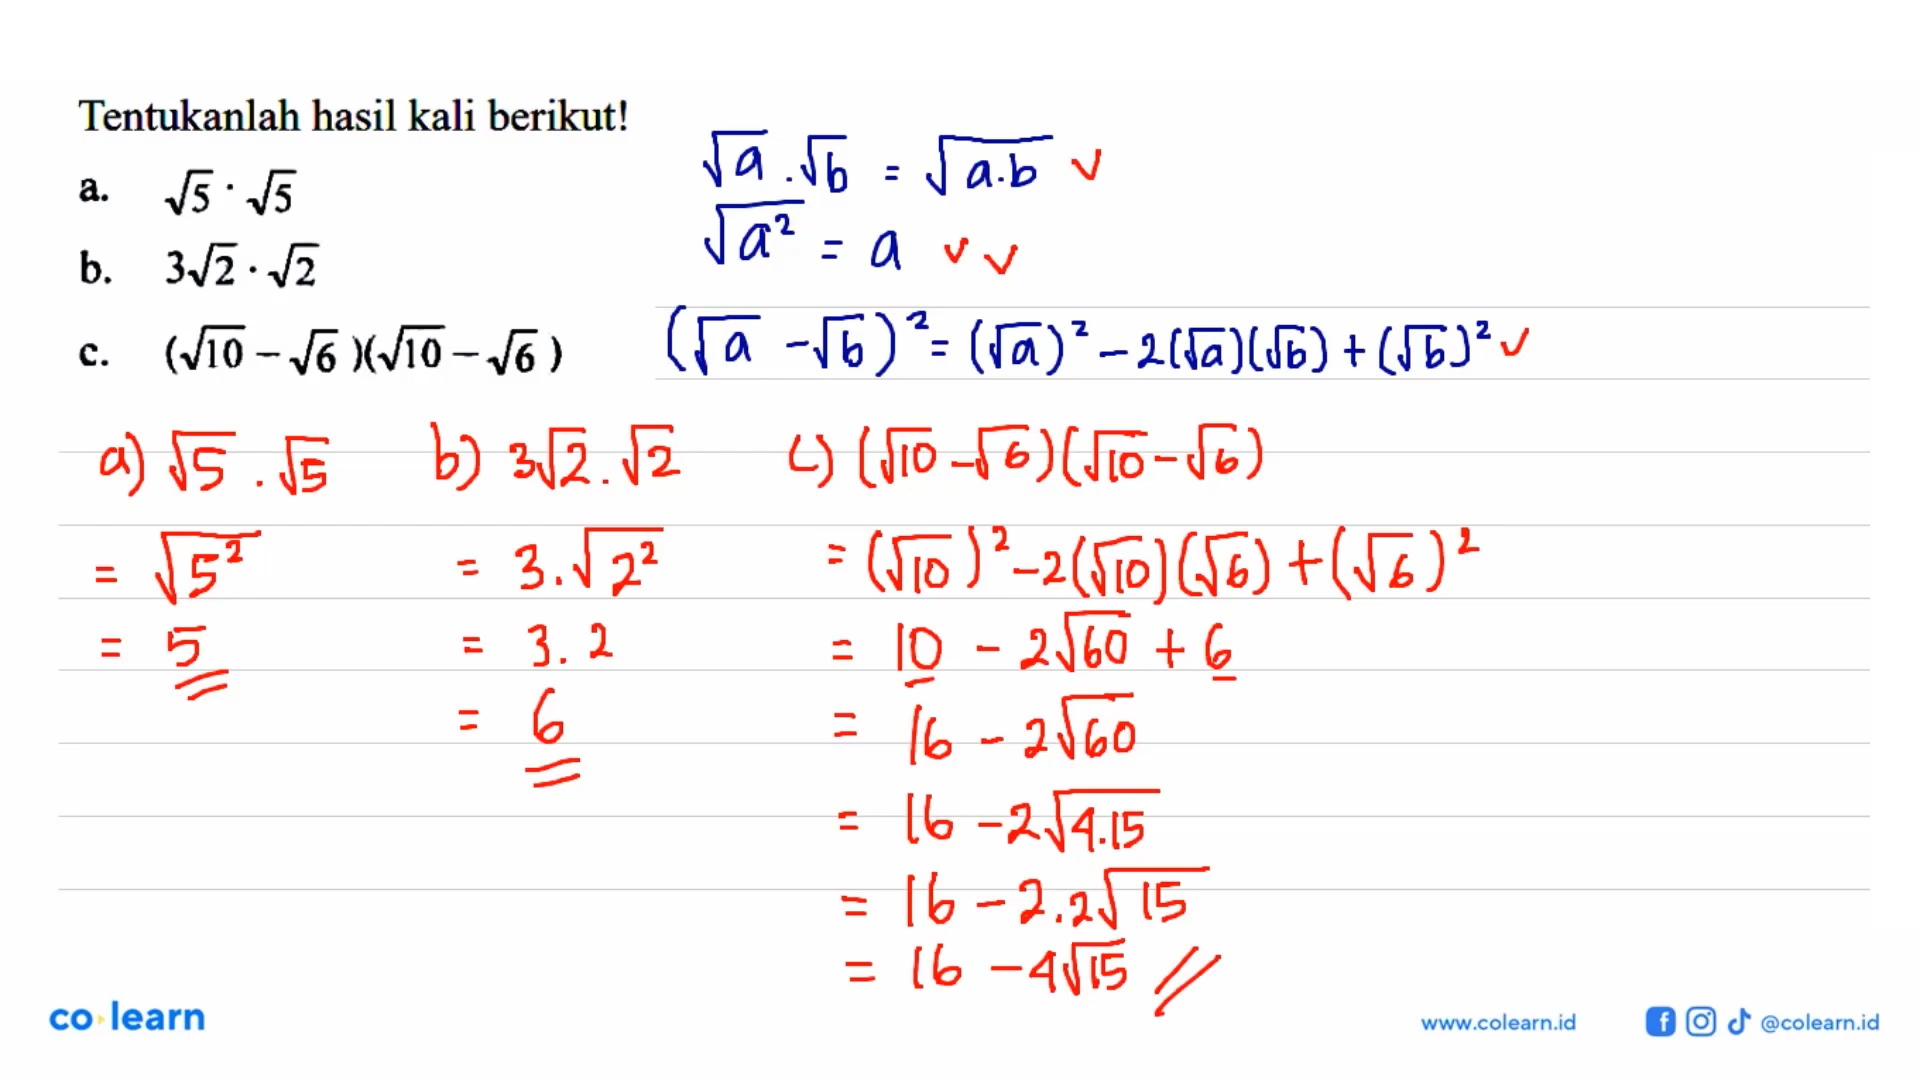 Tentukanlah hasil kali berikut!
a. √5 · √5
b. 3√2 · √2
c. (√10 − √6)(√10 − √6)
√a . √b = √a.b ✓
√a² = a ✓ ✓
(√a − √b)² = (√a)² − 2(√a)(√b) + (√b)² ✓
a) √5 . √5
= √5²
= 5
b) 3√2 . √2
= 3 . √2²
= 3 . 2
= 6
c) (√10 − √6)(√10 − √6)
= (√10)² − 2(√10)(√6) + (√6)²
= 10 − 2√60 + 6
= 16 − 2√60
= 16 − 2√4.15
= 16 − 2.2√15
= 16 − 4√15
co learn
www.colearn.id
@colearn.id